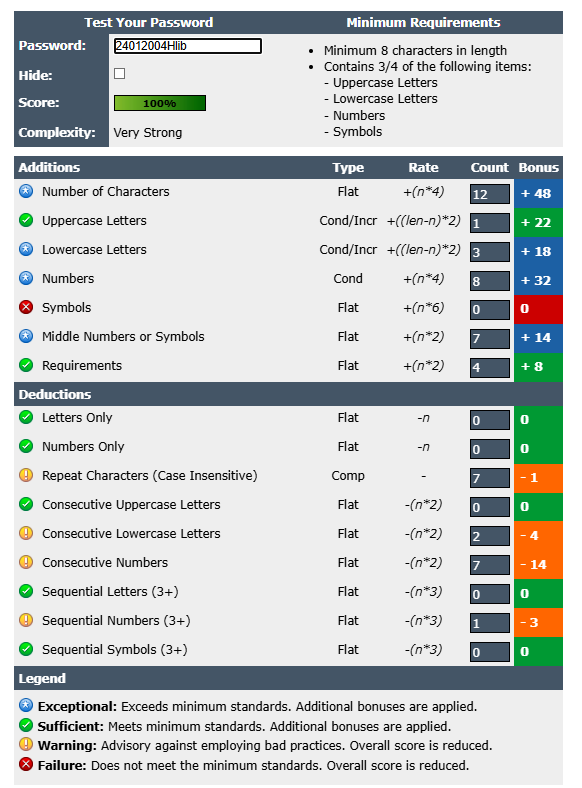 Test Your Password Minimum Requirements
Password: 24012004Hlib
• Minimum 8 characters in length
• Contains 3/4 of the following items:
- Uppercase Letters
- Lowercase Letters
- Numbers
- Symbols
Hide:
Score: 100%
Complexity: Very Strong
Additions Type Rate Count Bonus
Number of Characters Flat +(n*4) 12 + 48
Uppercase Letters Cond/Incr +((len-n)*2) 1 + 22
Lowercase Letters Cond/Incr +((len-n)*2) 3 + 18
Numbers Cond +(n*4) 8 + 32
Symbols Flat +(n*6) 0 0
Middle Numbers or Symbols Flat +(n*2) 7 + 14
Requirements Flat +(n*2) 4 + 8
Deductions
Letters Only Flat -n 0 0
Numbers Only Flat -n 0 0
Repeat Characters (Case Insensitive) Comp - 7 - 1
Consecutive Uppercase Letters Flat -(n*2) 0 0
Consecutive Lowercase Letters Flat -(n*2) 2 - 4
Consecutive Numbers Flat -(n*2) 7 - 14
Sequential Letters (3+) Flat -(n*3) 0 0
Sequential Numbers (3+) Flat -(n*3) 1 - 3
Sequential Symbols (3+) Flat -(n*3) 0 0
Legend
Exceptional: Exceeds minimum standards. Additional bonuses are applied.
Sufficient: Meets minimum standards. Additional bonuses are applied.
Warning: Advisory against employing bad practices. Overall score is reduced.
Failure: Does not meet the minimum standards. Overall score is reduced.